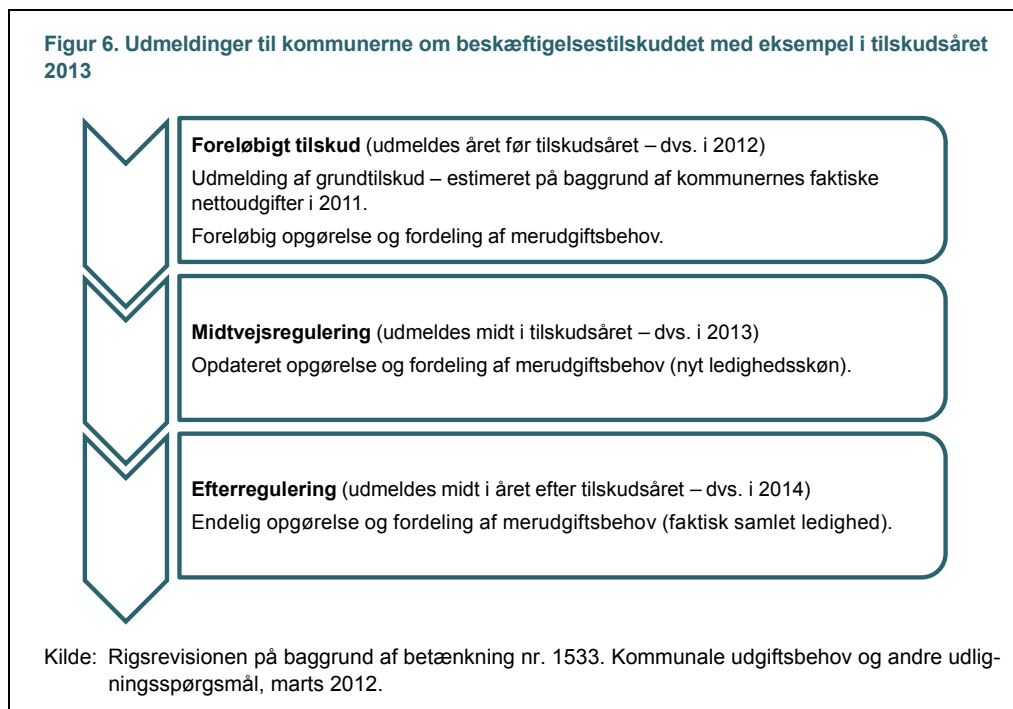 Figur 6. Udmeldinger til kommunerne om beskæftigelsestilskuddet med eksempel i tilskudsåret
2013
Foreløbigt tilskud (udmeldes året før tilskudsåret – dvs. i 2012)
Udmelding af grundtilskud – estimeret på baggrund af kommunernes faktiske
nettoudgifter i 2011.
Foreløbig opgørelse og fordeling af merudgiftsbehov.
Midtvejsregulering (udmeldes midt i tilskudsåret – dvs. i 2013)
Opdateret opgørelse og fordeling af merudgiftsbehov (nyt ledighedsskøn).
Efterregulering (udmeldes midt i året efter tilskudsåret – dvs. i 2014)
Endelig opgørelse og fordeling af merudgiftsbehov (faktisk samlet ledighed).
Kilde: Rigsrevisionen på baggrund af betænkning nr. 1533. Kommunale udgiftsbehov og andre udlig-
ningsspørgsmål, marts 2012.